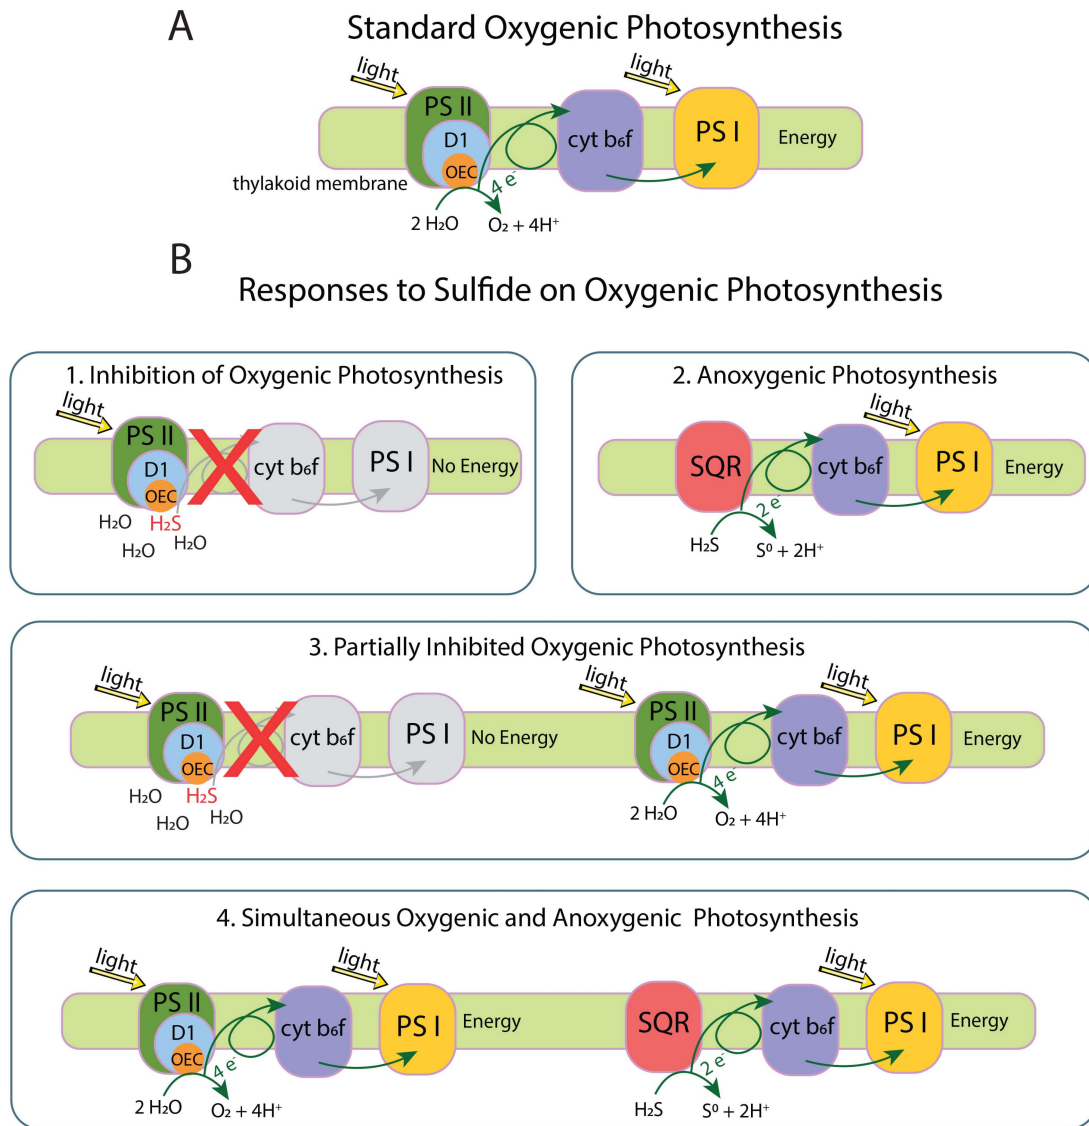 A
Standard Oxygenic Photosynthesis
light
light
PS II
D1
OEC
cyt b₆f
PS I
Energy
thylakoid membrane
4 e⁻
2 H₂O
O₂ + 4H⁺
B
Responses to Sulfide on Oxygenic Photosynthesis
1. Inhibition of Oxygenic Photosynthesis
light
PS II
D1
OEC
cyt b₆f
PS I
No Energy
H₂O
H₂S
H₂O
H₂O
2. Anoxygenic Photosynthesis
light
SQR
cyt b₆f
PS I
Energy
2 e⁻
H₂S
S⁰ + 2H⁺
3. Partially Inhibited Oxygenic Photosynthesis
light
PS II
D1
OEC
cyt b₆f
PS I
No Energy
H₂O
H₂S
H₂O
H₂O
light
light
PS II
D1
OEC
cyt b₆f
PS I
Energy
4 e⁻
2 H₂O
O₂ + 4H⁺
4. Simultaneous Oxygenic and Anoxygenic Photosynthesis
light
light
PS II
D1
OEC
cyt b₆f
PS I
Energy
4 e⁻
2 H₂O
O₂ + 4H⁺
light
SQR
cyt b₆f
PS I
Energy
2 e⁻
H₂S
S⁰ + 2H⁺